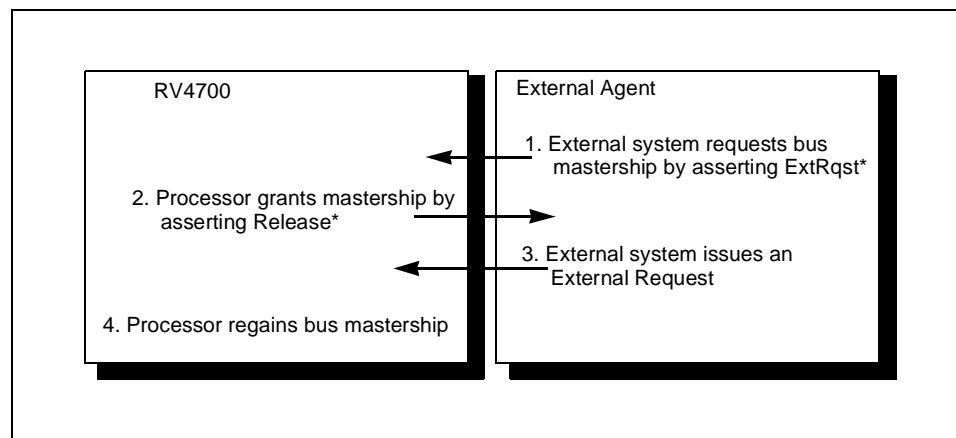 RV4700
External Agent
1. External system requests bus
mastership by asserting ExtRqst*
2. Processor grants mastership by
asserting Release*
3. External system issues an
External Request
4. Processor regains bus mastership